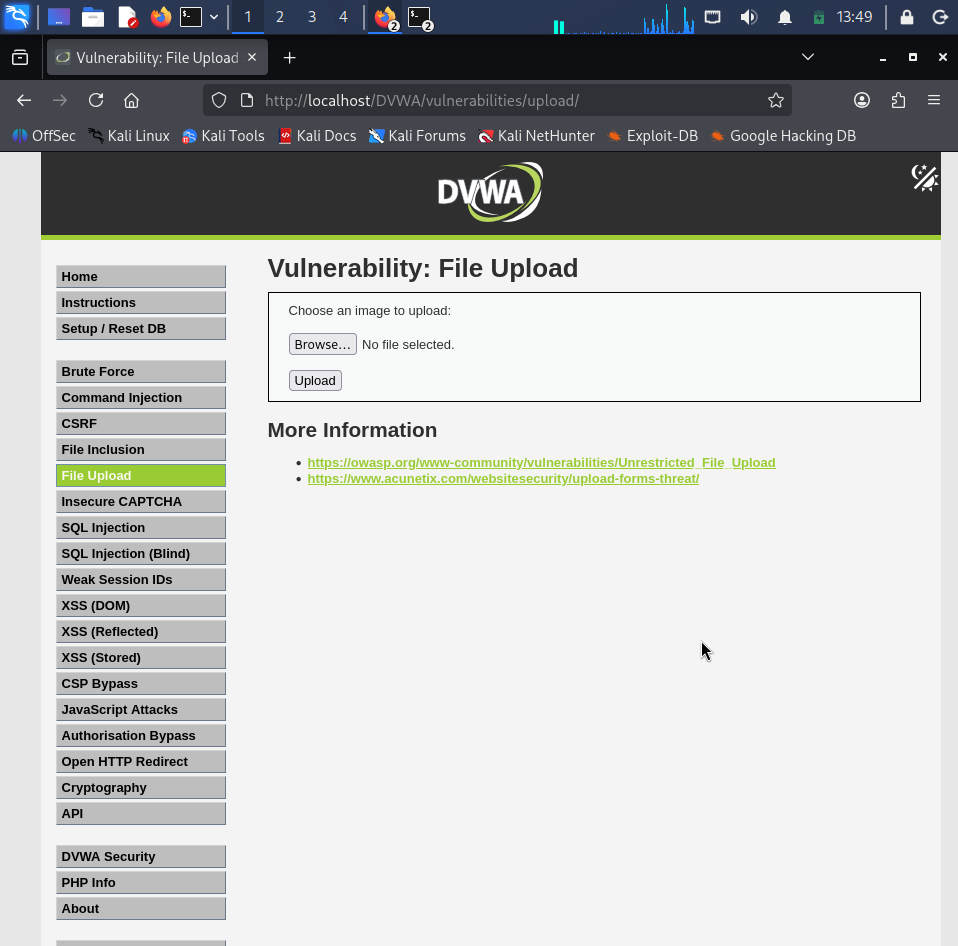 1 2 3 4 2 2 13:49
Vulnerability: File Upload
http://localhost/DVWA/vulnerabilities/upload/
OffSec Kali Linux Kali Tools Kali Docs Kali Forums Kali NetHunter Exploit-DB Google Hacking DB
DVWA
Home
Instructions
Setup / Reset DB
Brute Force
Command Injection
CSRF
File Inclusion
File Upload
Insecure CAPTCHA
SQL Injection
SQL Injection (Blind)
Weak Session IDs
XSS (DOM)
XSS (Reflected)
XSS (Stored)
CSP Bypass
JavaScript Attacks
Authorisation Bypass
Open HTTP Redirect
Cryptography
API
DVWA Security
PHP Info
About
Vulnerability: File Upload
Choose an image to upload:
Browse... No file selected.
Upload
More Information
• https://owasp.org/www-community/vulnerabilities/Unrestricted_File_Upload
• https://www.acunetix.com/websitesecurity/upload-forms-threat/